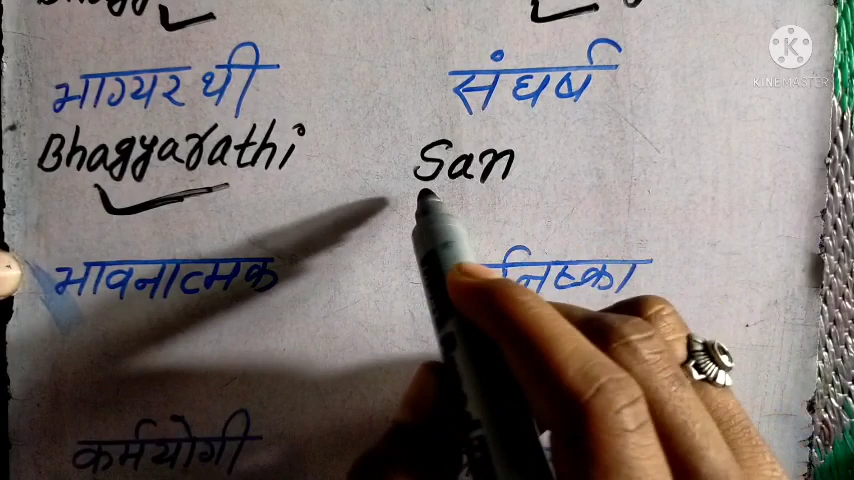 भाग्यरथी
संघर्ष
Bhagyarathi
San
भावनात्मक
निष्का
कर्मयोगी
KINEMASTER